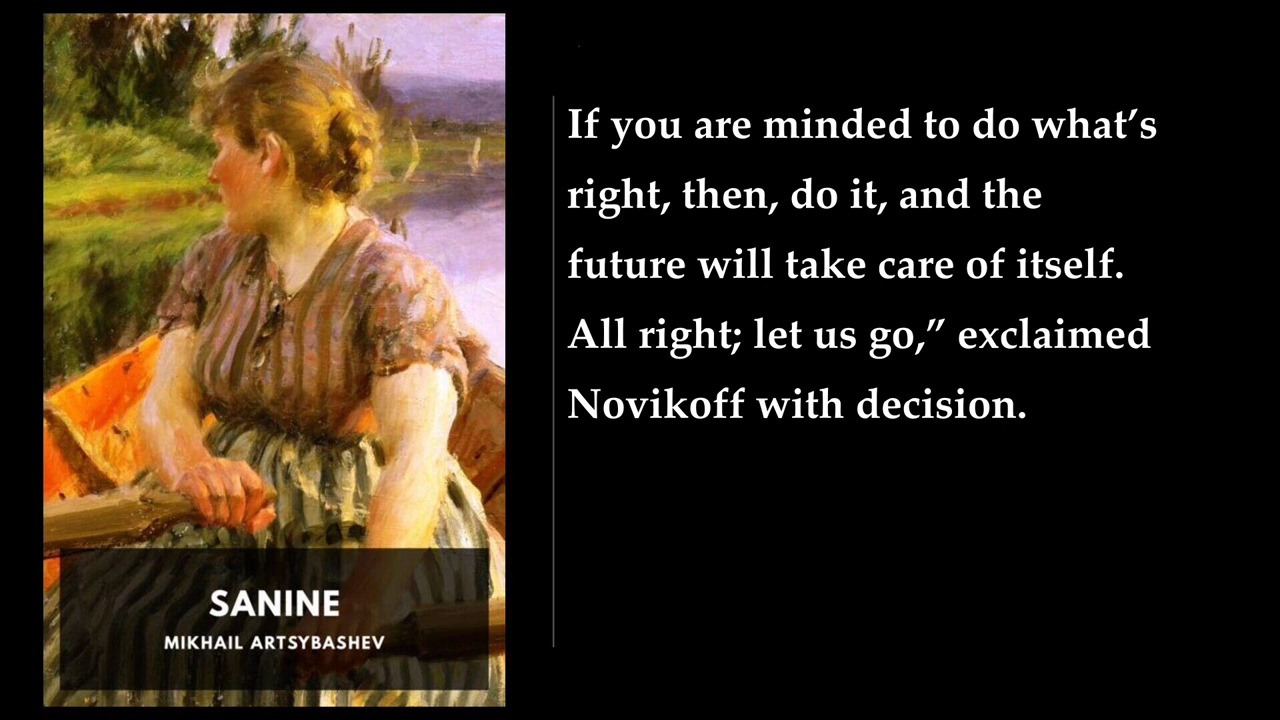 If you are minded to do what’s
right, then, do it, and the
future will take care of itself.
All right; let us go,” exclaimed
Novikoff with decision.
SANINE
MIKHAIL ARTSYBASHEV